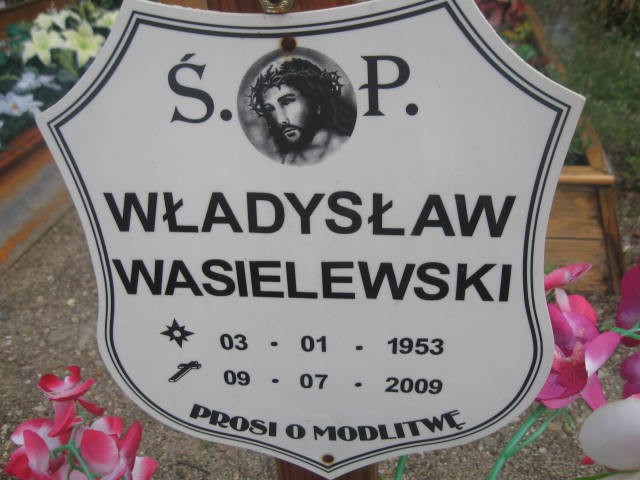 Ś. P.
WŁADYSŁAW
WASIELEWSKI
03 - 01 - 1953
09 - 07 - 2009
PROSI O MODLITWĘ